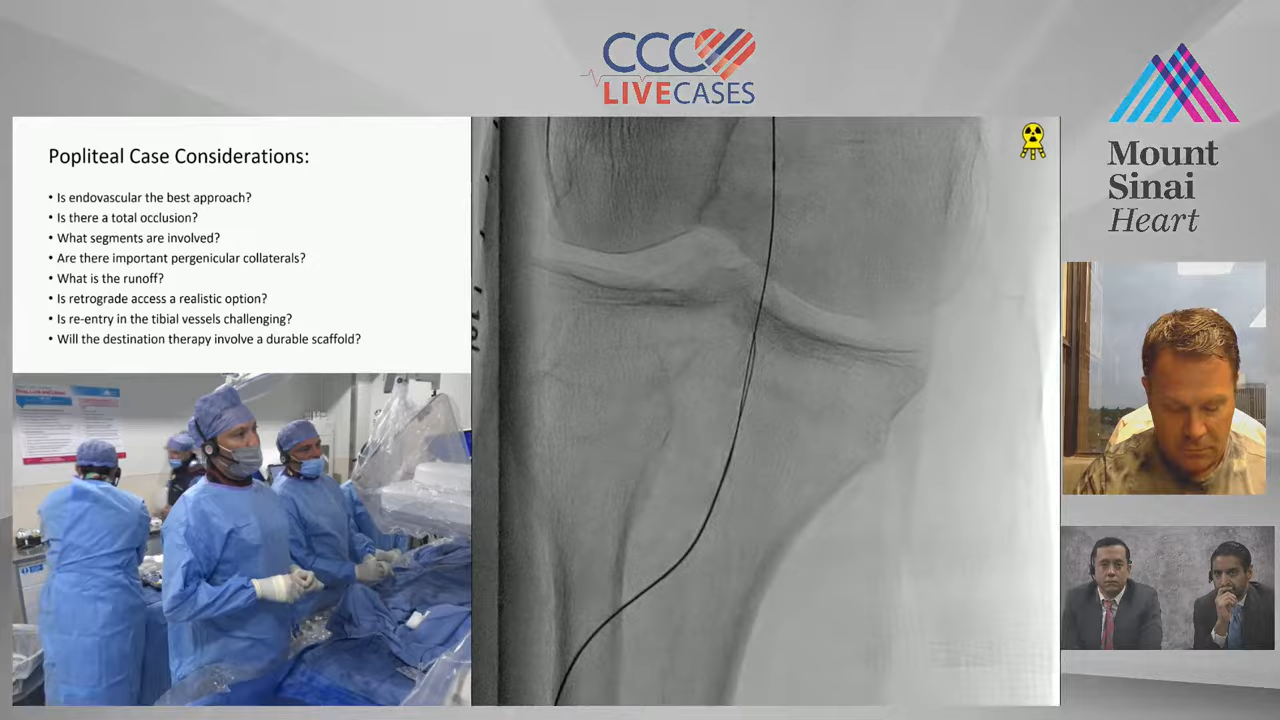 CCC
LIVECASES
Mount
Sinai
Heart
Popliteal Case Considerations:
• Is endovascular the best approach?
• Is there a total occlusion?
• What segments are involved?
• Are there important pergenicular collaterals?
• What is the runoff?
• Is retrograde access a realistic option?
• Is re-entry in the tibial vessels challenging?
• Will the destination therapy involve a durable scaffold?